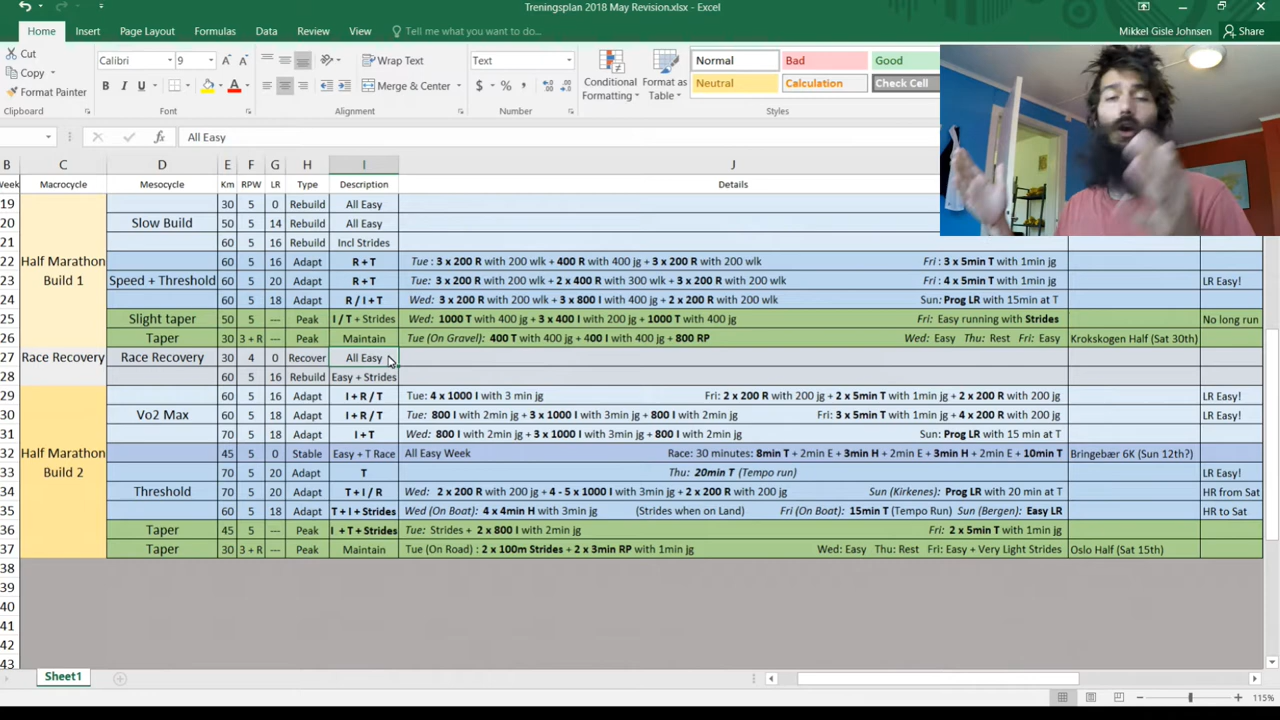 Treningsplan 2018 May Revision.xlsx - Excel
Home Insert Page Layout Formulas Data Review View Tell me what you want to do... Mikkel Gisle Johnsen Share
Cut
Copy
Format Painter
Calibri 9
Wrap Text
Merge & Center
Text
Conditional Formatting
Format as Table
Normal Bad Good
Neutral Calculation Check Cell
Clipboard Font Alignment Number Styles
All Easy
B C D E F G H I J
Week Macrocycle Mesocycle Km RPW LR Type Description Details
19 30 5 0 Rebuild All Easy
20 Slow Build 50 5 14 Rebuild All Easy
21 60 5 16 Rebuild Incl Strides
22 Half Marathon 60 5 16 Adapt R + T Tue : 3 x 200 R with 200 wlk + 400 R with 400 jg + 3 x 200 R with 200 wlk Fri : 3 x 5min T with 1min jg
23 Build 1 Speed + Threshold 60 5 20 Adapt R + T Tue: 3 x 200 R with 200 wlk + 2 x 400 R with 300 wlk + 3 x 200 R with 200 wlk Fri: 4 x 5min T with 1min jg LR Easy!
24 60 5 18 Adapt R / I + T Wed: 3 x 200 R with 200 wlk + 3 x 800 I with 400 jg + 2 x 200 R with 200 wlk Sun: Prog LR with 15min at T
25 Slight taper 50 5 --- Peak I / T + Strides Wed: 1000 T with 400 jg + 3 x 400 I with 200 jg + 1000 T with 400 jg Fri: Easy running with Strides No long run
26 Taper 30 3 + R --- Peak Maintain Tue (On Gravel): 400 T with 400 jg + 400 I with 400 jg + 800 RP Wed: Easy Thu: Rest Fri: Easy Krokskogen Half (Sat 30th)
27 Race Recovery Race Recovery 30 4 0 Recover All Easy
28 60 5 16 Rebuild Easy + Strides
29 60 5 16 Adapt I + R / T Tue: 4 x 1000 I with 3 min jg Fri: 2 x 200 R with 200 jg + 2 x 5min T with 1min jg + 2 x 200 R with 200 jg LR Easy!
30 Vo2 Max 60 5 18 Adapt I + R / T Tue: 800 I with 2min jg + 3 x 1000 I with 3min jg + 800 I with 2min jg Fri: 3 x 5min T with 1min jg + 4 x 200 R with 200 jg LR Easy!
31 70 5 18 Adapt I + T Wed: 800 I with 2min jg + 3 x 1000 I with 3min jg + 800 I with 2min jg Sun: Prog LR with 15 min at T
32 Half Marathon 45 5 0 Stable Easy + T Race All Easy Week Race: 30 minutes: 8min T + 2min E + 3min H + 2min E + 3min H + 2min E + 10min T Bringebær 6K (Sun 12th?)
33 Build 2 70 5 20 Adapt T Thu: 20min T (Tempo run) LR Easy!
34 Threshold 70 5 20 Adapt T + I / R Wed: 2 x 200 R with 200 jg + 4 - 5 x 1000 I with 3min jg + 2 x 200 R with 200 jg Sun (Kirkenes): Prog LR with 20 min at T HR from Sat
35 60 5 18 Adapt T + I + Strides Wed (On Boat): 4 x 4min H with 3min jg (Strides when on Land) Fri (On Boat): 15min T (Tempo Run) Sun (Bergen): Easy LR HR to Sat
36 Taper 45 5 --- Peak I + T + Strides Tue: Strides + 2 x 800 I with 2min jg Fri: 2 x 5min T with 1min jg
37 Taper 30 3 + R --- Peak Maintain Tue (On Road) : 2 x 100m Strides + 2 x 3min RP with 1min jg Wed: Easy Thu: Rest Fri: Easy + Very Light Strides Oslo Half (Sat 15th)
38
39
40
41
42
43
Sheet1
115%